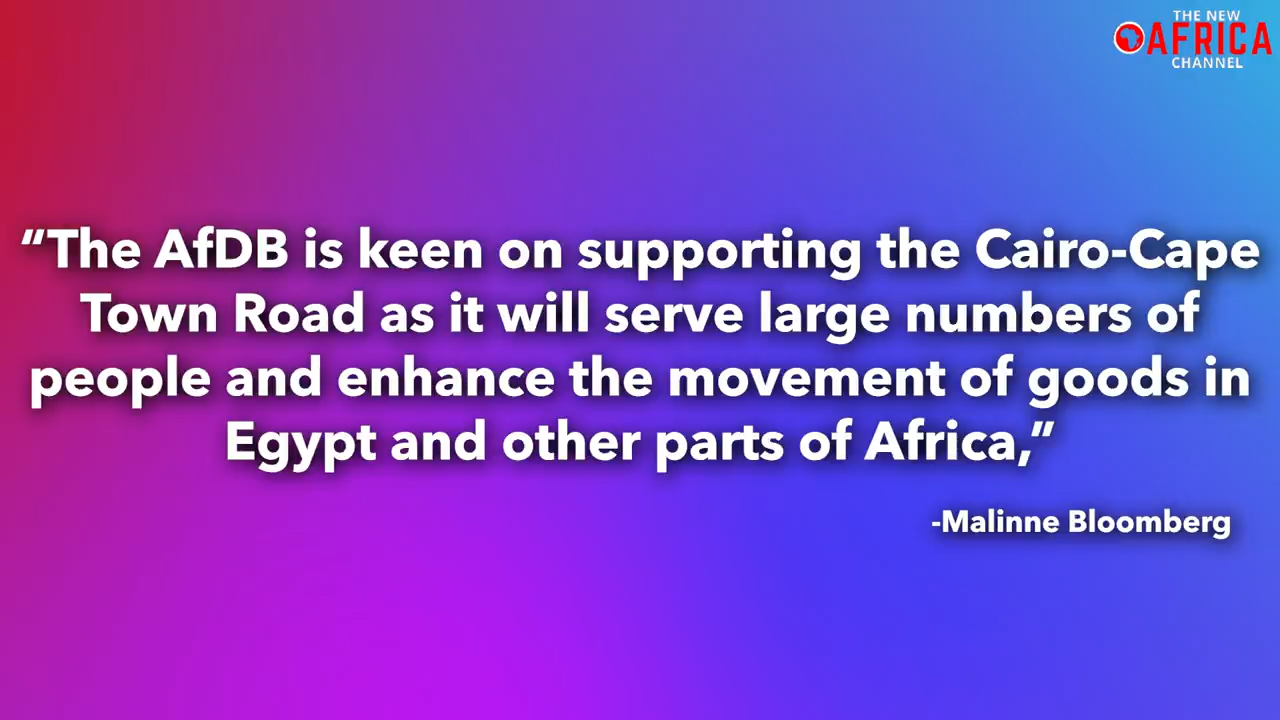 THE NEW
AFRICA
CHANNEL
“The AfDB is keen on supporting the Cairo-Cape
Town Road as it will serve large numbers of
people and enhance the movement of goods in
Egypt and other parts of Africa,”
-Malinne Bloomberg